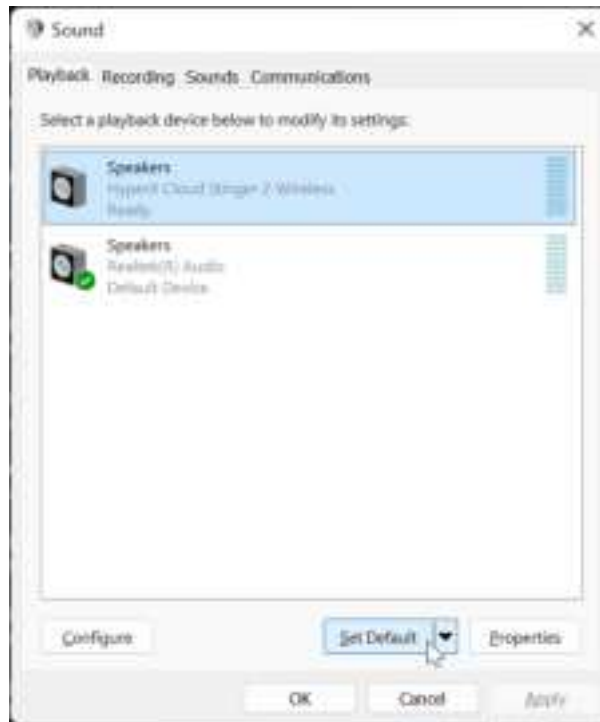 Sound
Playback Recording Sounds Communications
Select a playback device below to modify its settings:
Speakers
HyperX Cloud Stinger 2 Wireless
Ready
Speakers
Realtek(R) Audio
Default Device
Configure Set Default Properties
OK Cancel Apply